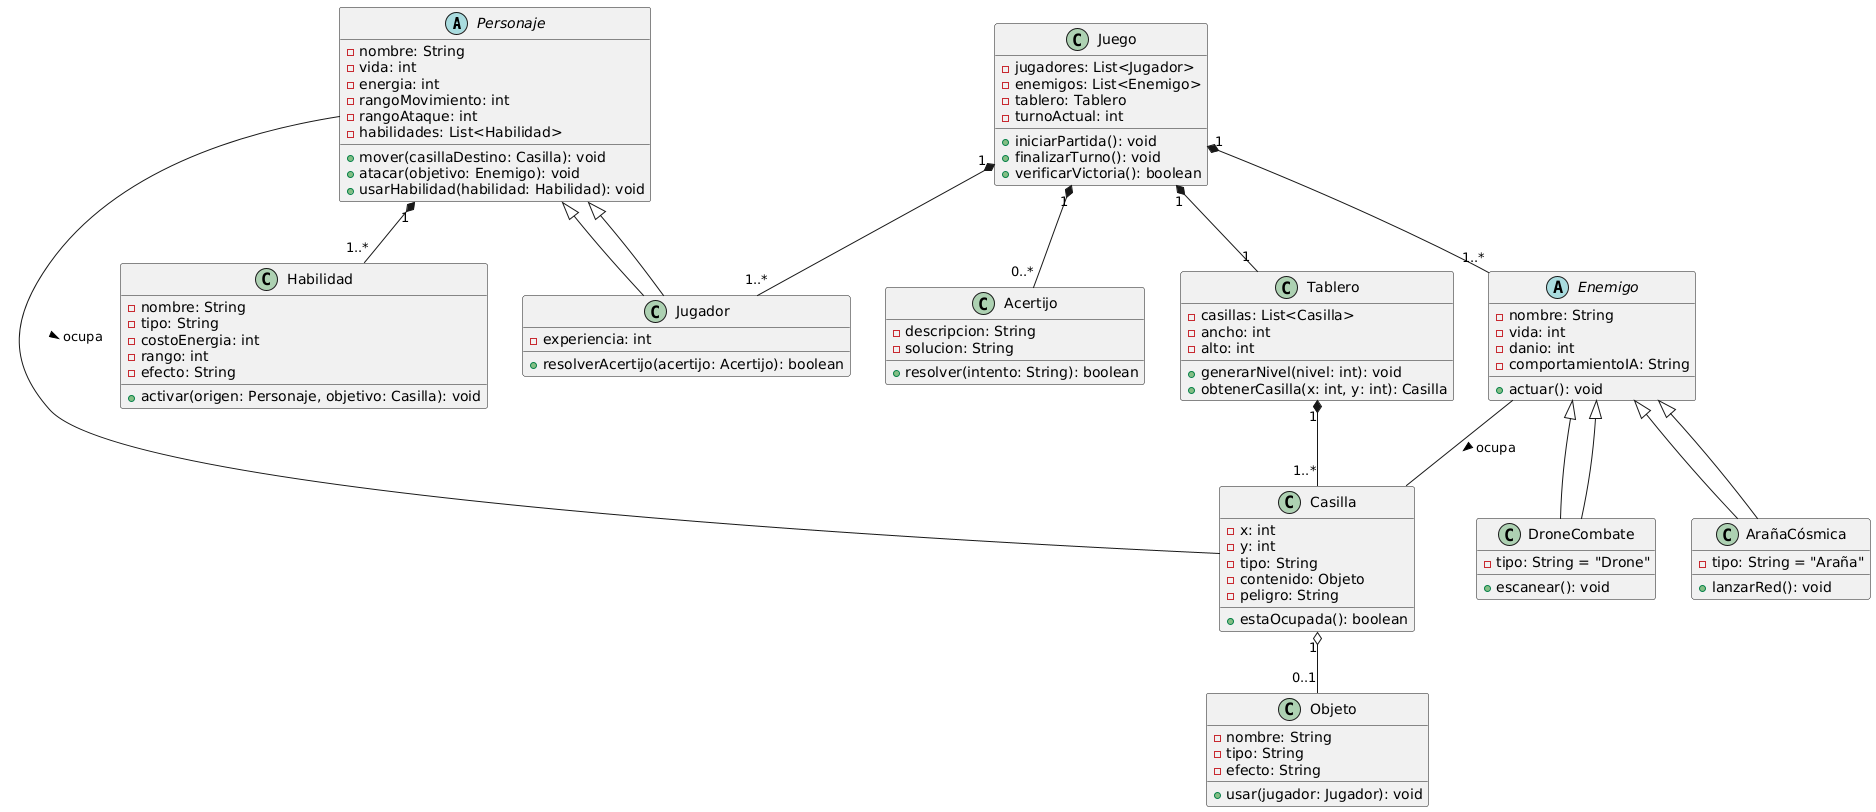 A Personaje
nombre: String
vida: int
energia: int
rangoMovimiento: int
rangoAtaque: int
habilidades: List<Habilidad>
mover(casillaDestino: Casilla): void
atacar(objetivo: Enemigo): void
usarHabilidad(habilidad: Habilidad): void
C Juego
jugadores: List<Jugador>
enemigos: List<Enemigo>
tablero: Tablero
turnoActual: int
iniciarPartida(): void
finalizarTurno(): void
verificarVictoria(): boolean
1
1..*
1
1..*
1
0..*
1
1
1
1..*
ocupa
C Habilidad
nombre: String
tipo: String
costoEnergia: int
rango: int
efecto: String
activar(origen: Personaje, objetivo: Casilla): void
C Jugador
experiencia: int
resolverAcertijo(acertijo: Acertijo): boolean
C Acertijo
descripcion: String
solucion: String
resolver(intento: String): boolean
C Tablero
casillas: List<Casilla>
ancho: int
alto: int
generarNivel(nivel: int): void
obtenerCasilla(x: int, y: int): Casilla
A Enemigo
nombre: String
vida: int
danio: int
comportamientoIA: String
actuar(): void
1
1..*
ocupa
C Casilla
x: int
y: int
tipo: String
contenido: Objeto
peligro: String
estaOcupada(): boolean
C DroneCombate
tipo: String = "Drone"
escanear(): void
C ArañaCósmica
tipo: String = "Araña"
lanzarRed(): void
1
0..1
C Objeto
nombre: String
tipo: String
efecto: String
usar(jugador: Jugador): void